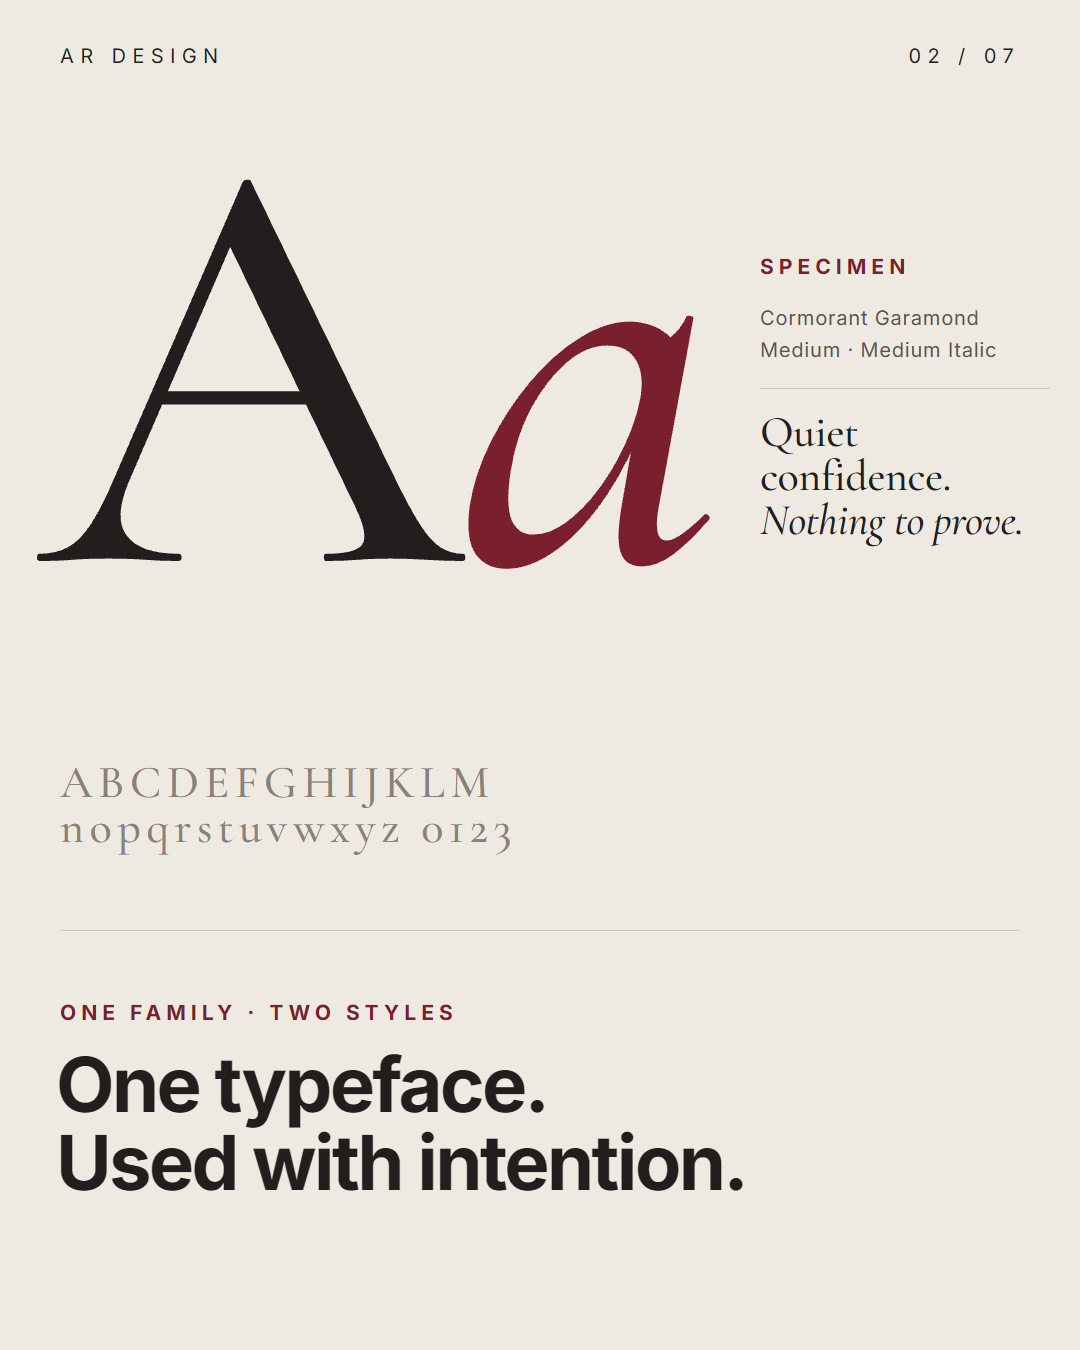 AR DESIGN
02 / 07
Aa
SPECIMEN
Cormorant Garamond
Medium · Medium Italic
Quiet
confidence.
Nothing to prove.
ABCDEFGHIJKLM
nopqrstuvwxyz 0123
ONE FAMILY · TWO STYLES
One typeface.
Used with intention.